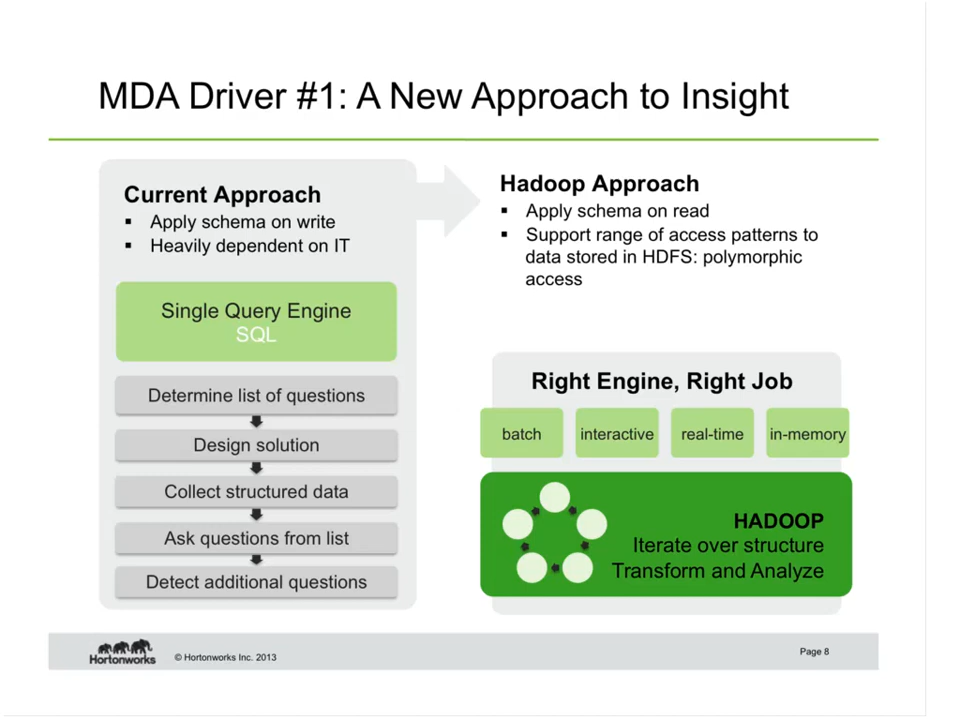 MDA Driver #1: A New Approach to Insight
Current Approach
▪ Apply schema on write
▪ Heavily dependent on IT
Single Query Engine
SQL
Determine list of questions
Design solution
Collect structured data
Ask questions from list
Detect additional questions
Hadoop Approach
▪ Apply schema on read
▪ Support range of access patterns to
data stored in HDFS: polymorphic
access
Right Engine, Right Job
batch
interactive
real-time
in-memory
HADOOP
Iterate over structure
Transform and Analyze
Hortonworks
© Hortonworks Inc. 2013
Page 8